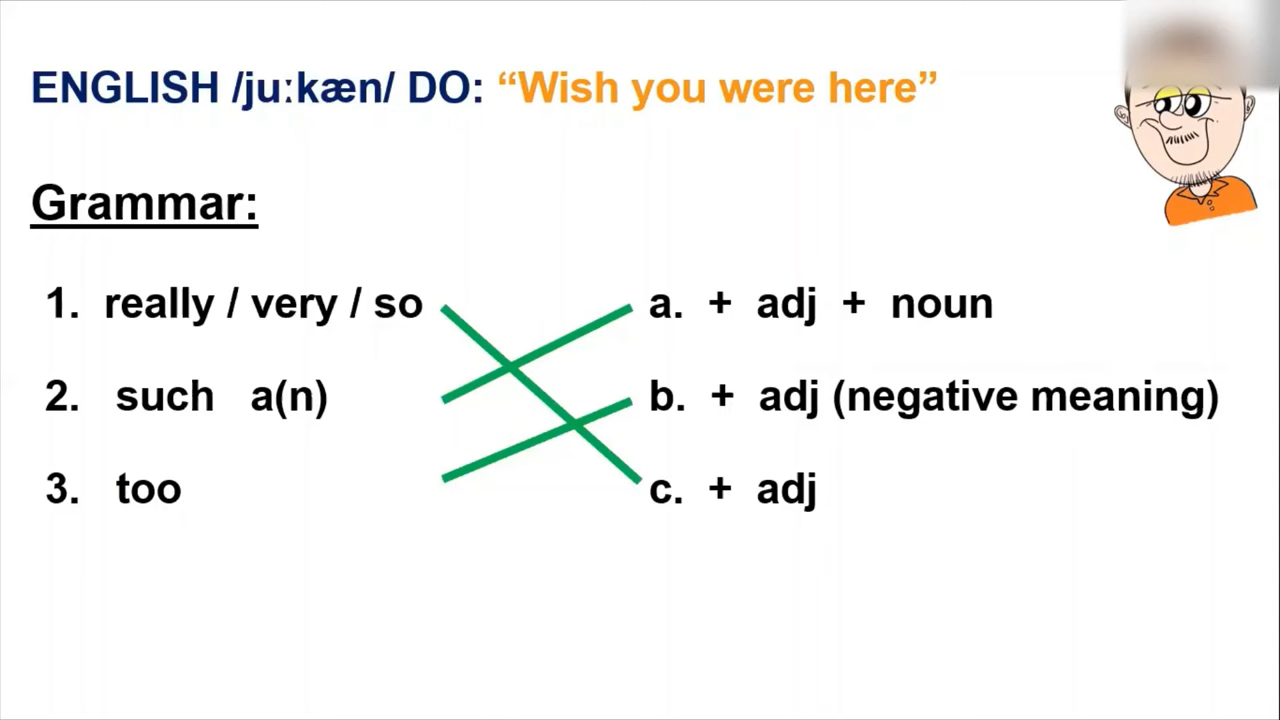 ENGLISH /juːkæn/ DO: “Wish you were here”
Grammar:
1. really / very / so
a. + adj + noun
2. such a(n)
b. + adj (negative meaning)
3. too
c. + adj